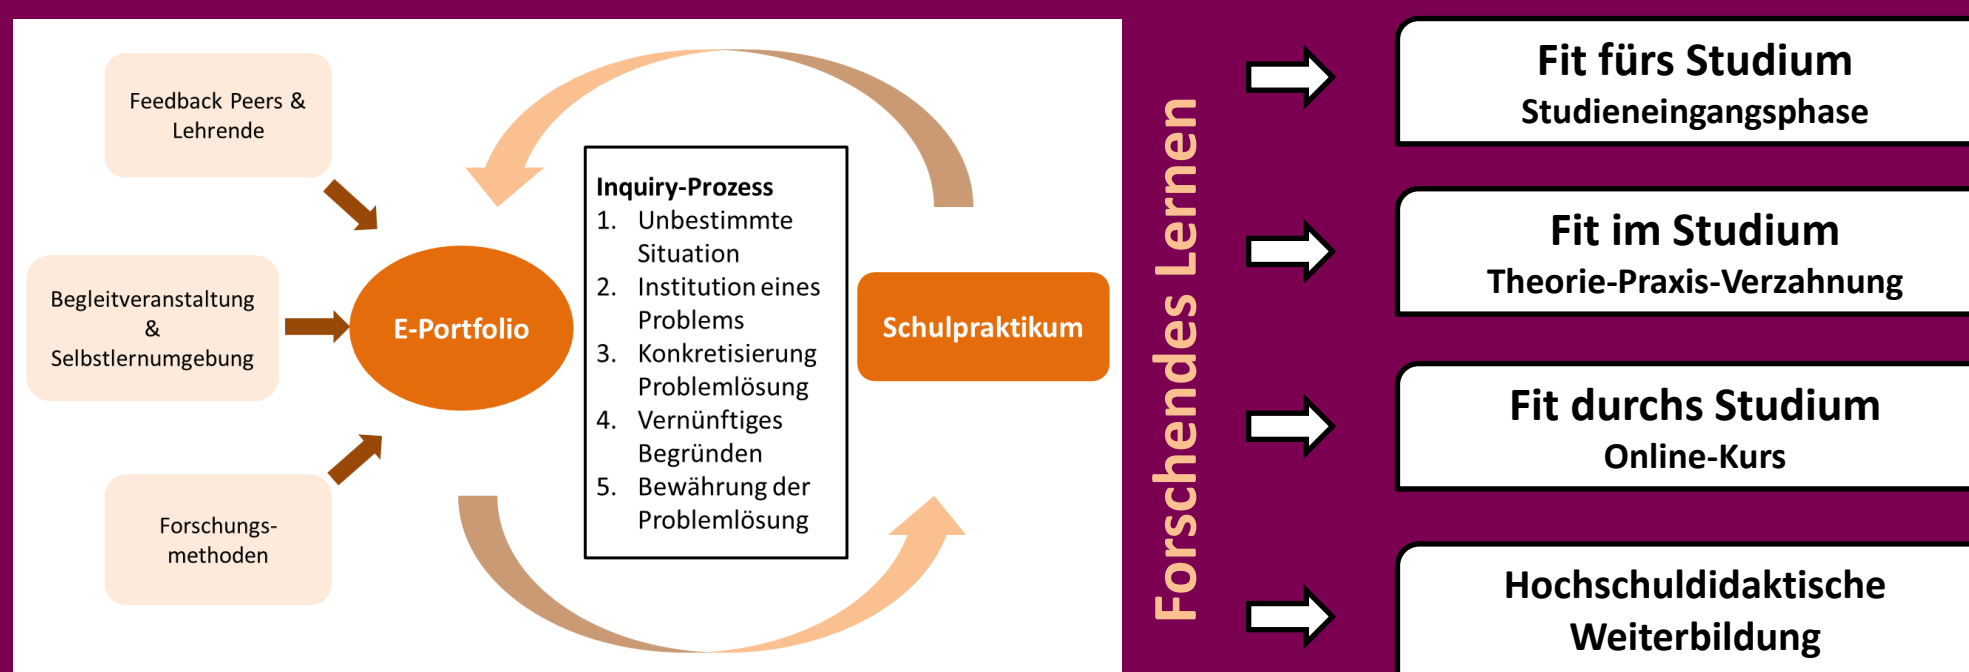 Feedback Peers &
Lehrende
Begleitveranstaltung
&
Selbstlernumgebung
Forschungs-
methoden
E-Portfolio
Inquiry-Prozess
1. Unbestimmte
Situation
2. Institution eines
Problems
3. Konkretisierung
Problemlösung
4. Vernünftiges
Begründen
5. Bewährung der
Problemlösung
Schulpraktikum
Forschendes Lernen
Fit fürs Studium
Studieneingangsphase
Fit im Studium
Theorie-Praxis-Verzahnung
Fit durchs Studium
Online-Kurs
Hochschuldidaktische
Weiterbildung